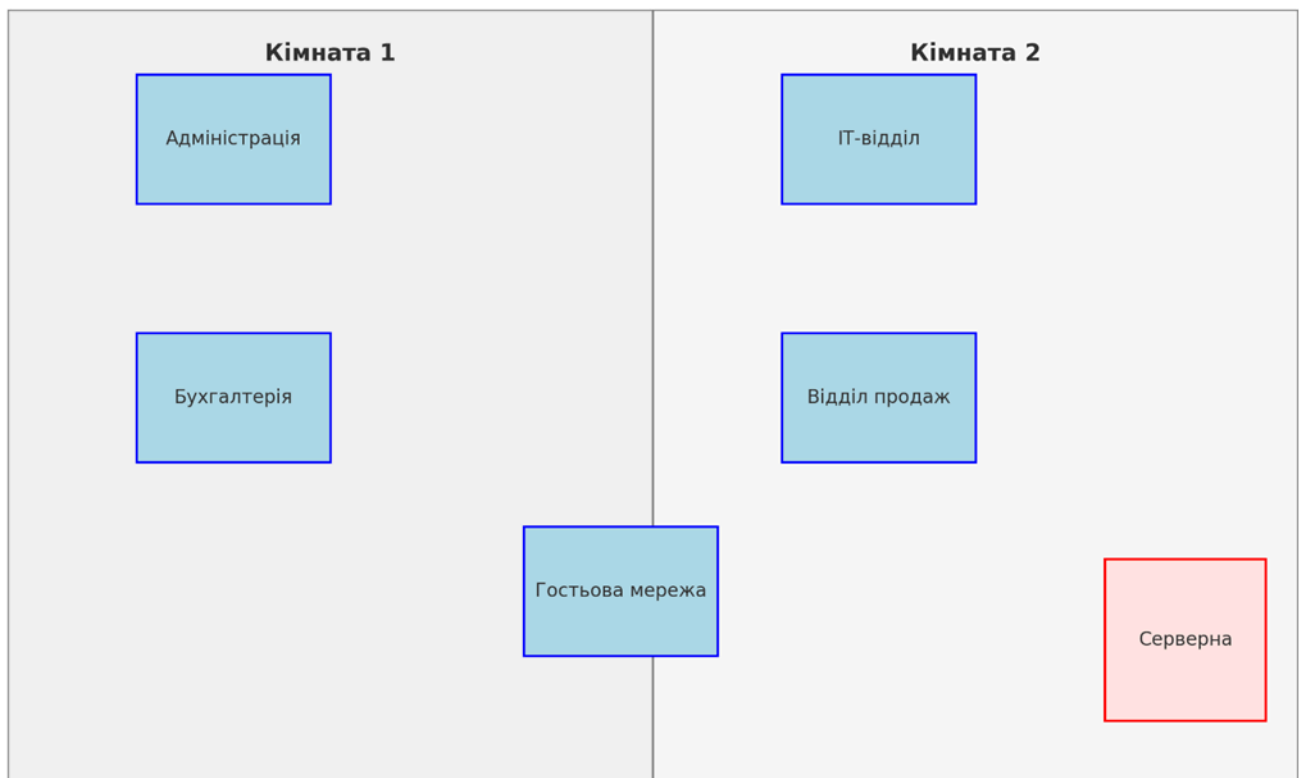 Кімната 1
Кімната 2
Адміністрація
ІТ-відділ
Бухгалтерія
Відділ продаж
Гостьова мережа
Серверна